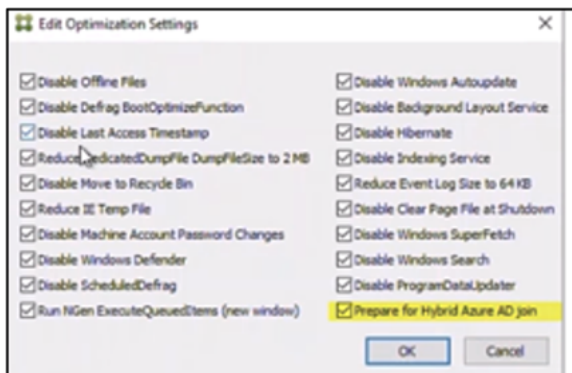 Edit Optimization Settings
Disable Offline Files
Disable Defrag BootOptimizeFunction
Disable Last Access Timestamp
Reduce DedicatedDumpFile DumpFileSize to 2 MB
Disable Move to Recycle Bin
Reduce IE Temp File
Disable Machine Account Password Changes
Disable Windows Defender
Disable ScheduledDefrag
Run NGen ExecuteQueuedItems (new window)
Disable Windows Autoupdate
Disable Background Layout Service
Disable Hibernate
Disable Indexing Service
Reduce Event Log Size to 64 KB
Disable Clear Page File at Shutdown
Disable Windows SuperFetch
Disable Windows Search
Disable ProgramDataUpdater
Prepare for Hybrid Azure AD join
OK
Cancel